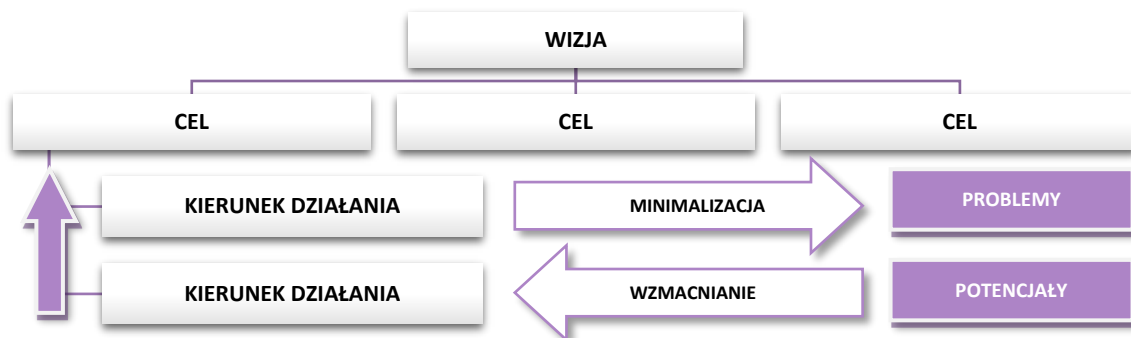 WIZJA
CEL CEL CEL
KIERUNEK DZIAŁANIA MINIMALIZACJA PROBLEMY
KIERUNEK DZIAŁANIA WZMACNIANIE POTENCJAŁY